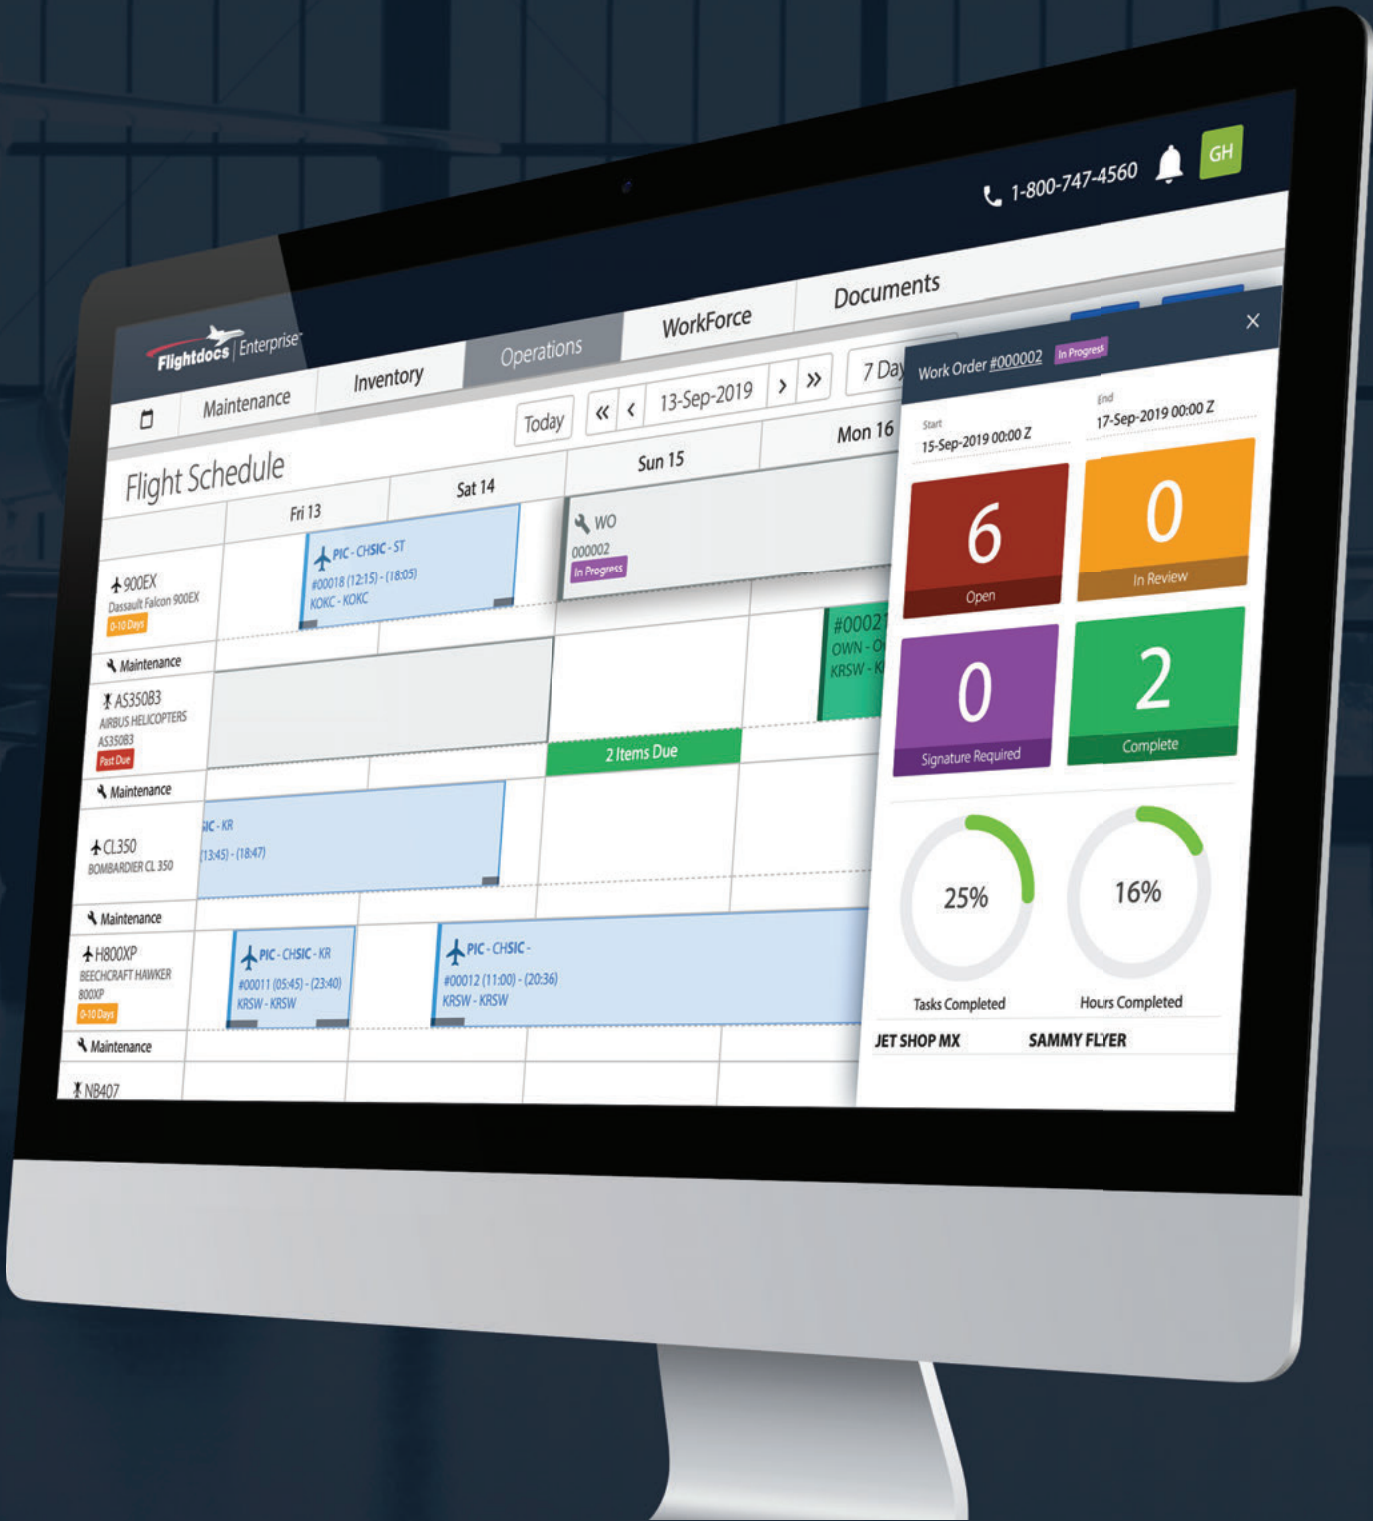 1-800-747-4560
GH
Flightdocs | Enterprise
Maintenance
Inventory
Operations
WorkForce
Documents
Flight Schedule
Today
« ‹ 13-Sep-2019 › »
7 Day
Fri 13
Sat 14
Sun 15
Mon 16
900EX
Dassault Falcon 900EX
0-10 Days
PIC - CHSIC - ST
#00018 (12:15) - (18:05)
KOKC - KOKC
WO
000002
In Progress
Maintenance
AS350B3
AIRBUS HELICOPTERS
AS350B3
Past Due
#00021
OWN -
KRSW -
2 Items Due
Maintenance
CL350
BOMBARDIER CL 350
SIC - KR
(13:45) - (18:47)
Maintenance
H800XP
BEECHCRAFT HAWKER
800XP
0-10 Days
PIC - CHSIC - KR
#00011 (05:45) - (23:40)
KRSW - KRSW
PIC - CHSIC -
#00012 (11:00) - (20:36)
KRSW - KRSW
Maintenance
NB407
Work Order #000002
In Progress
×
Start
15-Sep-2019 00:00 Z
End
17-Sep-2019 00:00 Z
6
Open
0
In Review
0
Signature Required
2
Complete
25%
Tasks Completed
16%
Hours Completed
JET SHOP MX
SAMMY FLYER